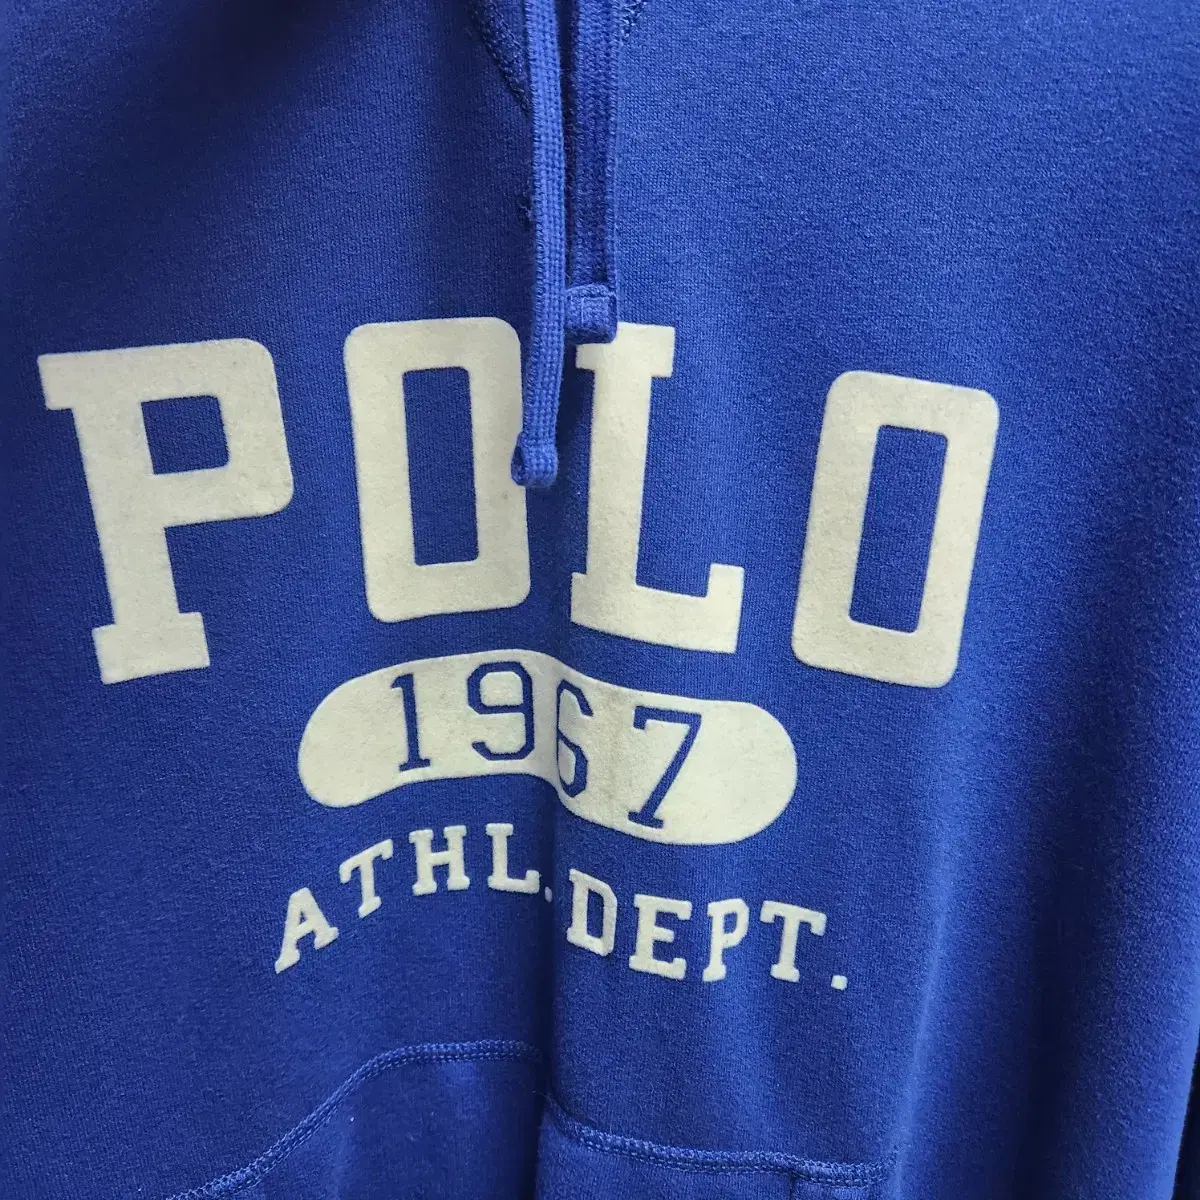 POLO
1967
ATHL. DEPT.